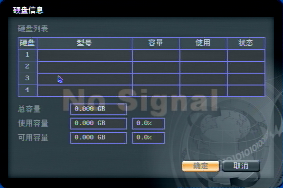 硬盘信息
硬盘列表
硬盘 型号 容量 使用 状态
1
2
3
4
No Signal
总容量 0.000 GB
使用容量 0.000 GB 0.0%
可用容量 0.000 GB 0.0%
确定 取消